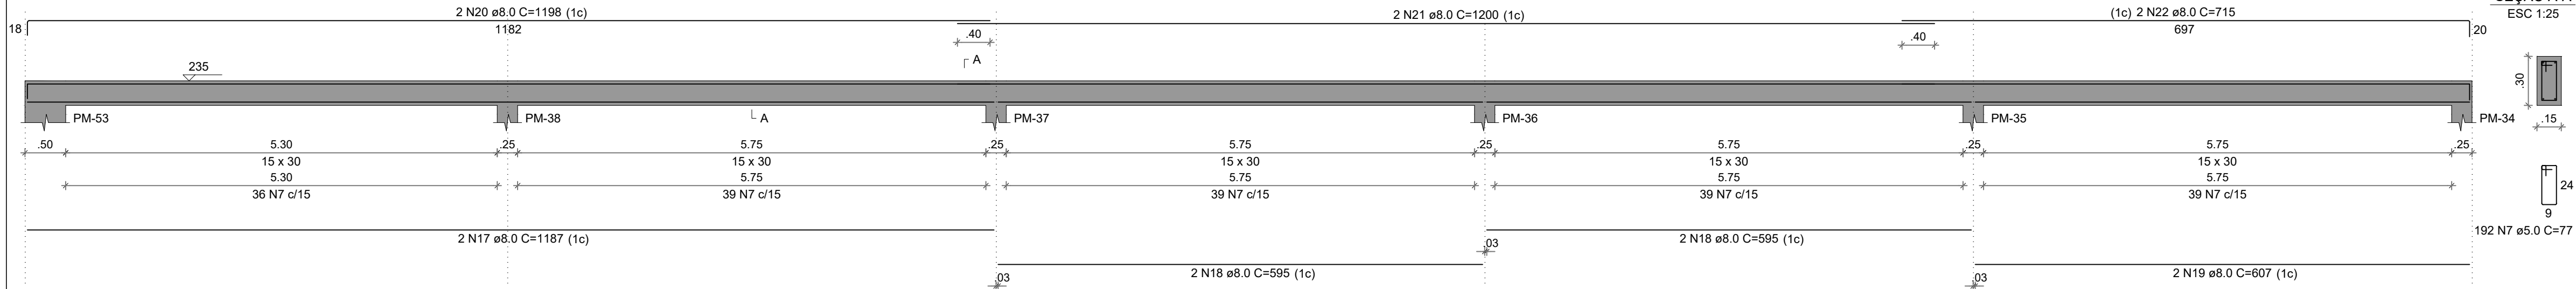 2 N20 ø8.0 C=1198 (1c)
18
1182
2 N21 ø8.0 C=1200 (1c)
(1c) 2 N22 ø8.0 C=715
697
20
ESC 1:25
.40
.40
A
235
.30
PM-53
PM-38
A
PM-37
PM-36
PM-35
PM-34
.15
.50
5.30
.25
5.75
.25
5.75
.25
5.75
.25
5.75
.25
15 x 30
15 x 30
15 x 30
15 x 30
15 x 30
5.30
5.75
5.75
5.75
5.75
36 N7 c/15
39 N7 c/15
39 N7 c/15
39 N7 c/15
39 N7 c/15
24
9
192 N7 ø5.0 C=77
2 N17 ø8.0 C=1187 (1c)
.03
2 N18 ø8.0 C=595 (1c)
.03
2 N18 ø8.0 C=595 (1c)
.03
2 N19 ø8.0 C=607 (1c)